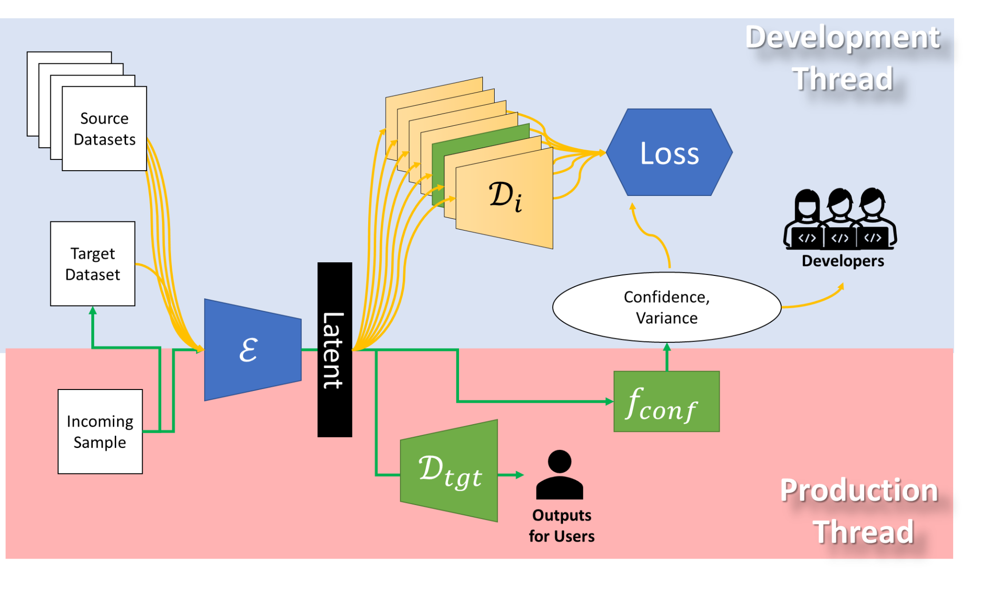 Development
Thread
Source
Datasets
𝒟i
Loss
</>
</>
</>
Developers
Target
Dataset
Confidence,
Variance
ℰ
Latent
fconf
Incoming
Sample
𝒟tgt
Outputs
for Users
Production
Thread